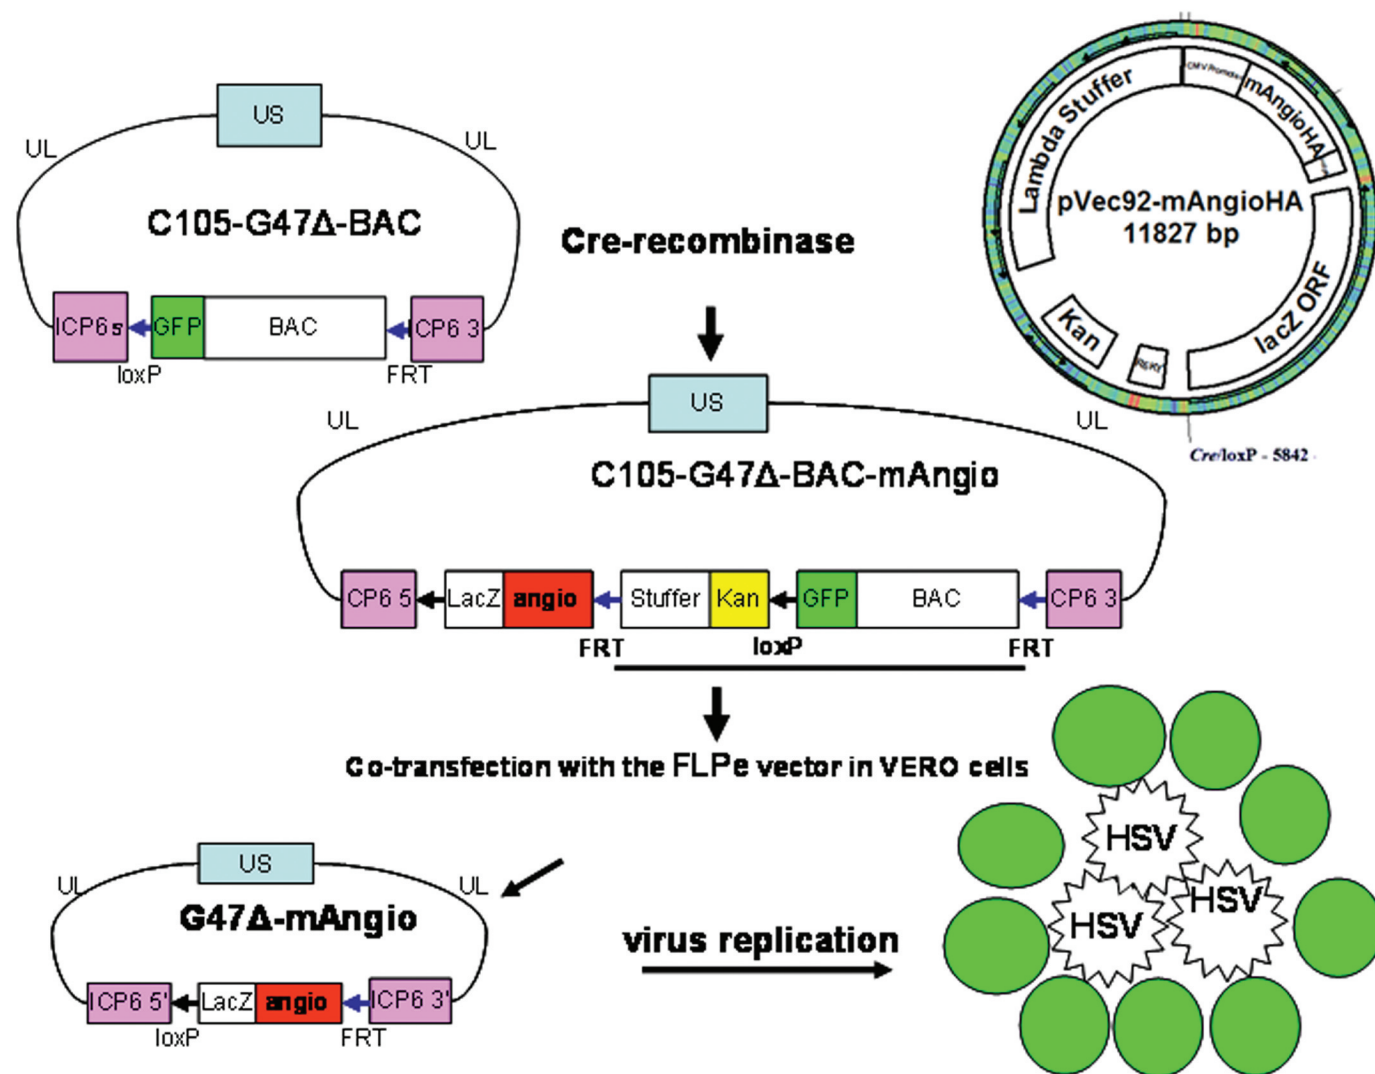 US
UL
UL
C105-G47Δ-BAC
ICP6 5'
GFP
BAC
CP6 3
loxP
FRT
Cre-recombinase
Lambda Stuffer
CMV Promoter
mAngioHA
pVec92-mAngioHA
11827 bp
lacZ ORF
Kan
Cre/loxP - 5842
US
UL
UL
C105-G47Δ-BAC-mAngio
CP6 5
LacZ
angio
Stuffer
Kan
GFP
BAC
CP6 3
FRT
loxP
FRT
Co-transfection with the FLPe vector in VERO cells
US
UL
UL
G47Δ-mAngio
ICP6 5'
LacZ
angio
ICP6 3'
loxP
FRT
virus replication
HSV
HSV
HSV